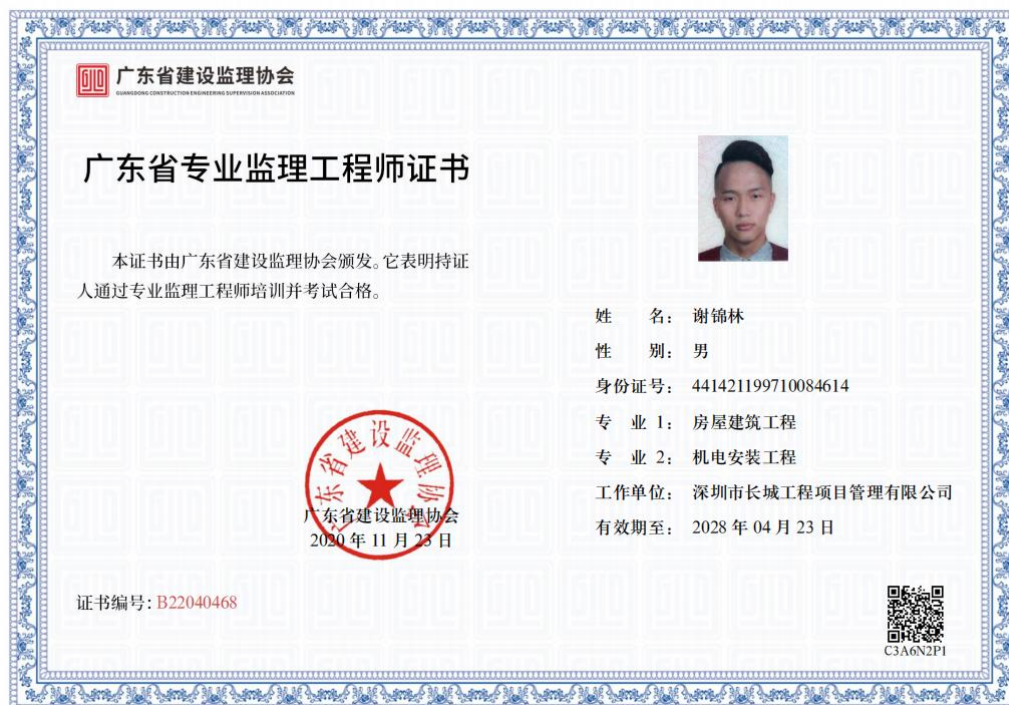 广东省建设监理协会
GUANGDONG CONSTRUCTION ENGINEERING SUPERVISION ASSOCIATION
广东省专业监理工程师证书
本证书由广东省建设监理协会颁发。它表明持证
人通过专业监理工程师培训并考试合格。
姓 名： 谢锦林
性 别： 男
身份证号： 441421199710084614
专 业 1： 房屋建筑工程
专 业 2： 机电安装工程
工作单位： 深圳市长城工程项目管理有限公司
有效期至： 2028 年 04 月 23 日
广东省建设监理协会
广东省建设监理协会
2020 年 11 月 23 日
证书编号：B22040468
C3A6N2P1